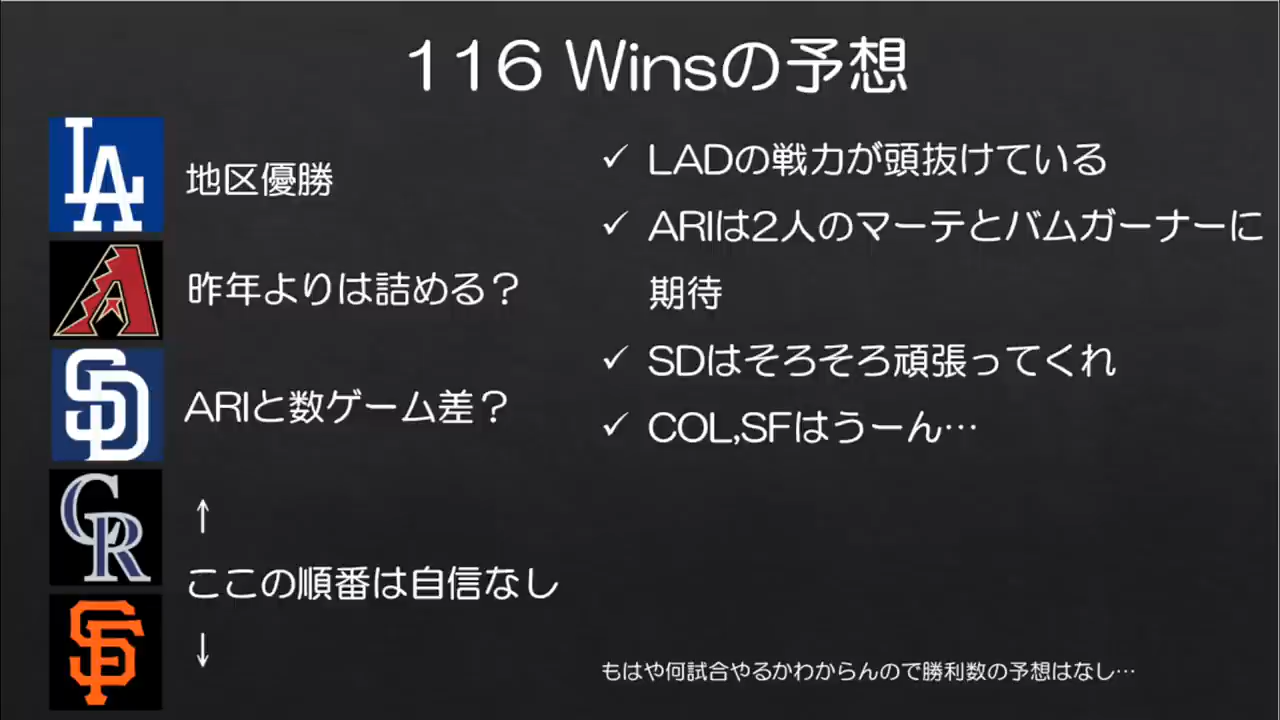 116 Winsの予想
LA
地区優勝
A
昨年よりは詰める？
SD
ARIと数ゲーム差？
CR
↑
ここの順番は自信なし
SF
↓
✓ LADの戦力が頭抜けている
✓ ARIは2人のマーテとバムガーナーに
期待
✓ SDはそろそろ頑張ってくれ
✓ COL,SFはうーん…
もはや何試合やるかわからんので勝利数の予想はなし…